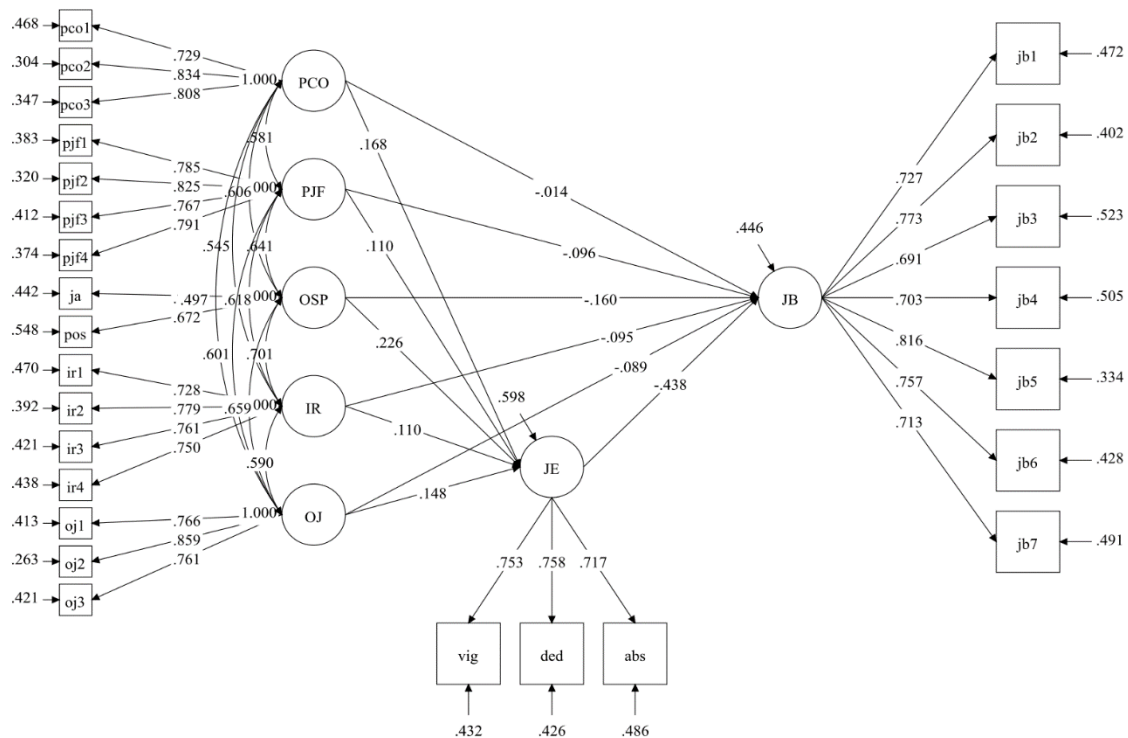 .468 pco1
.729
.304 pco2
.834
1.000
PCO
.347 pco3
.808
.383 pjf1
.581
.168
.785
.320 pjf2
.825
.606
.000
PJF
-.014
.412 pjf3
.767
.374 pjf4
.791
.545
.641
.110
-.096
.442 ja
.497
.618
.000
OSP
-.160
.548 pos
.672
.601
.701
.226
-.095
-.089
.470 ir1
.728
.392 ir2
.779
.659
.000
IR
-.438
.421 ir3
.761
.110
.598
.438 ir4
.750
.590
JE
.148
.413 oj1
.766
1.000
OJ
.263 oj2
.859
.421 oj3
.761
.753
.758
.717
vig
ded
abs
.432
.426
.486
.446
JB
.727
.773
.691
.703
.816
.757
.713
jb1 .472
jb2 .402
jb3 .523
jb4 .505
jb5 .334
jb6 .428
jb7 .491